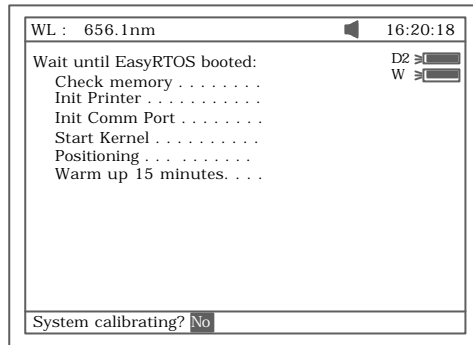 WL : 656.1nm 16:20:18
Wait until EasyRTOS booted: D2
Check memory . . . . . . . . W
Init Printer . . . . . . . . . . .
Init Comm Port . . . . . . . .
Start Kernel . . . . . . . . . .
Positioning . . . . . . . . . . .
Warm up 15 minutes. . . .
System calibrating? No